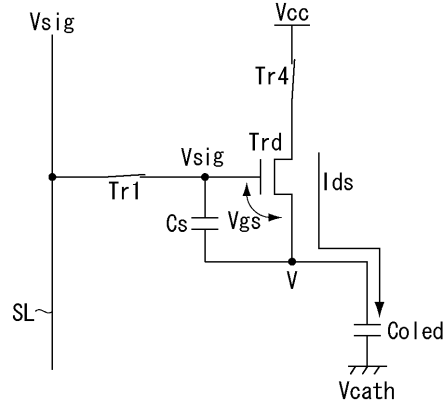 Vsig
Vcc
Tr4
Trd
Vsig
Ids
Tr1
Cs
Vgs
V
SL
Coled
Vcath